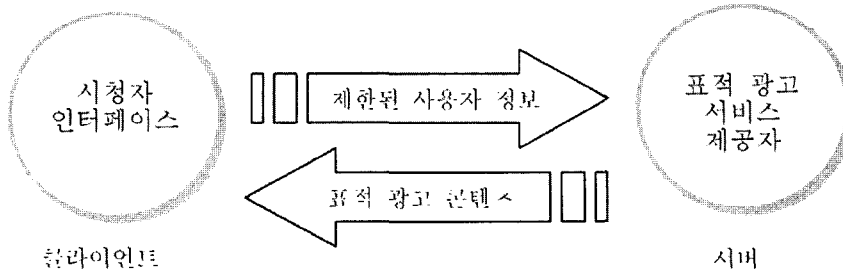 시청자
인터페이스
제한된 사용자 정보
표적 광고
서비스
제공자
표적 광고 콘텐츠
클라이언트
서버